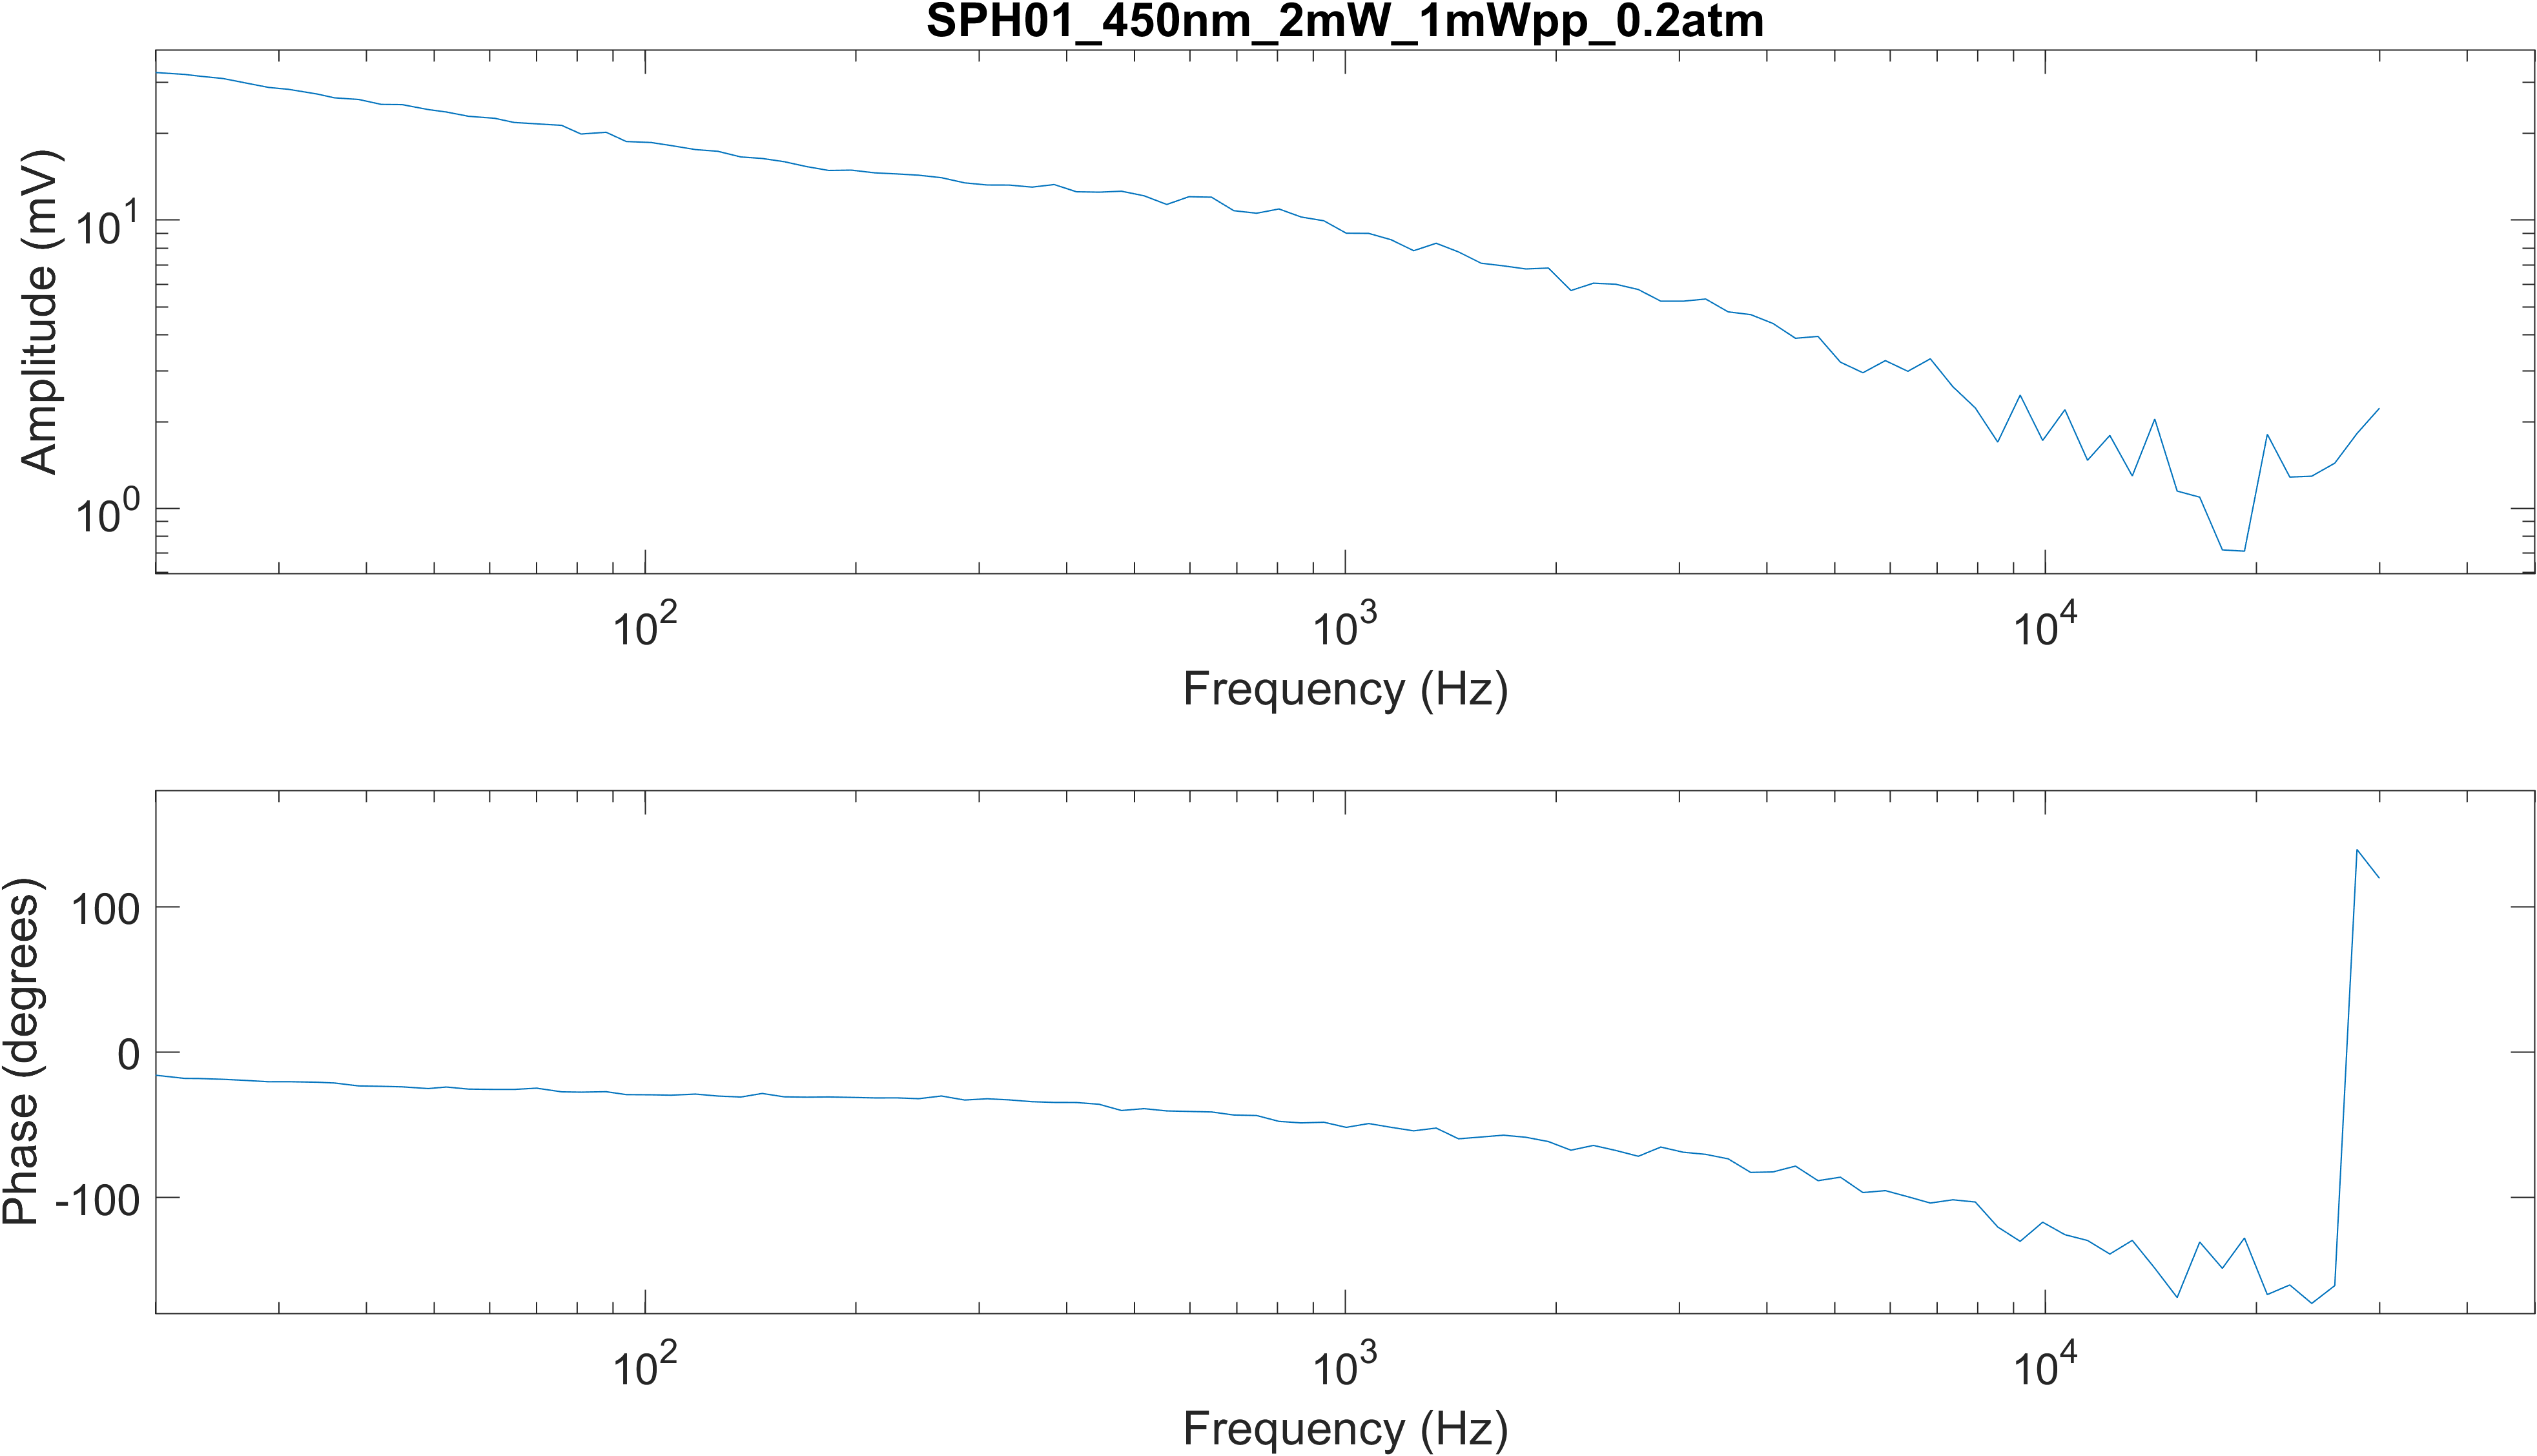 SPH01_450nm_2mW_1mWpp_0.2atm
Amplitude (mV)
10^1
10^0
10^2
10^3
10^4
Frequency (Hz)
Phase (degrees)
100
0
-100
10^2
10^3
10^4
Frequency (Hz)